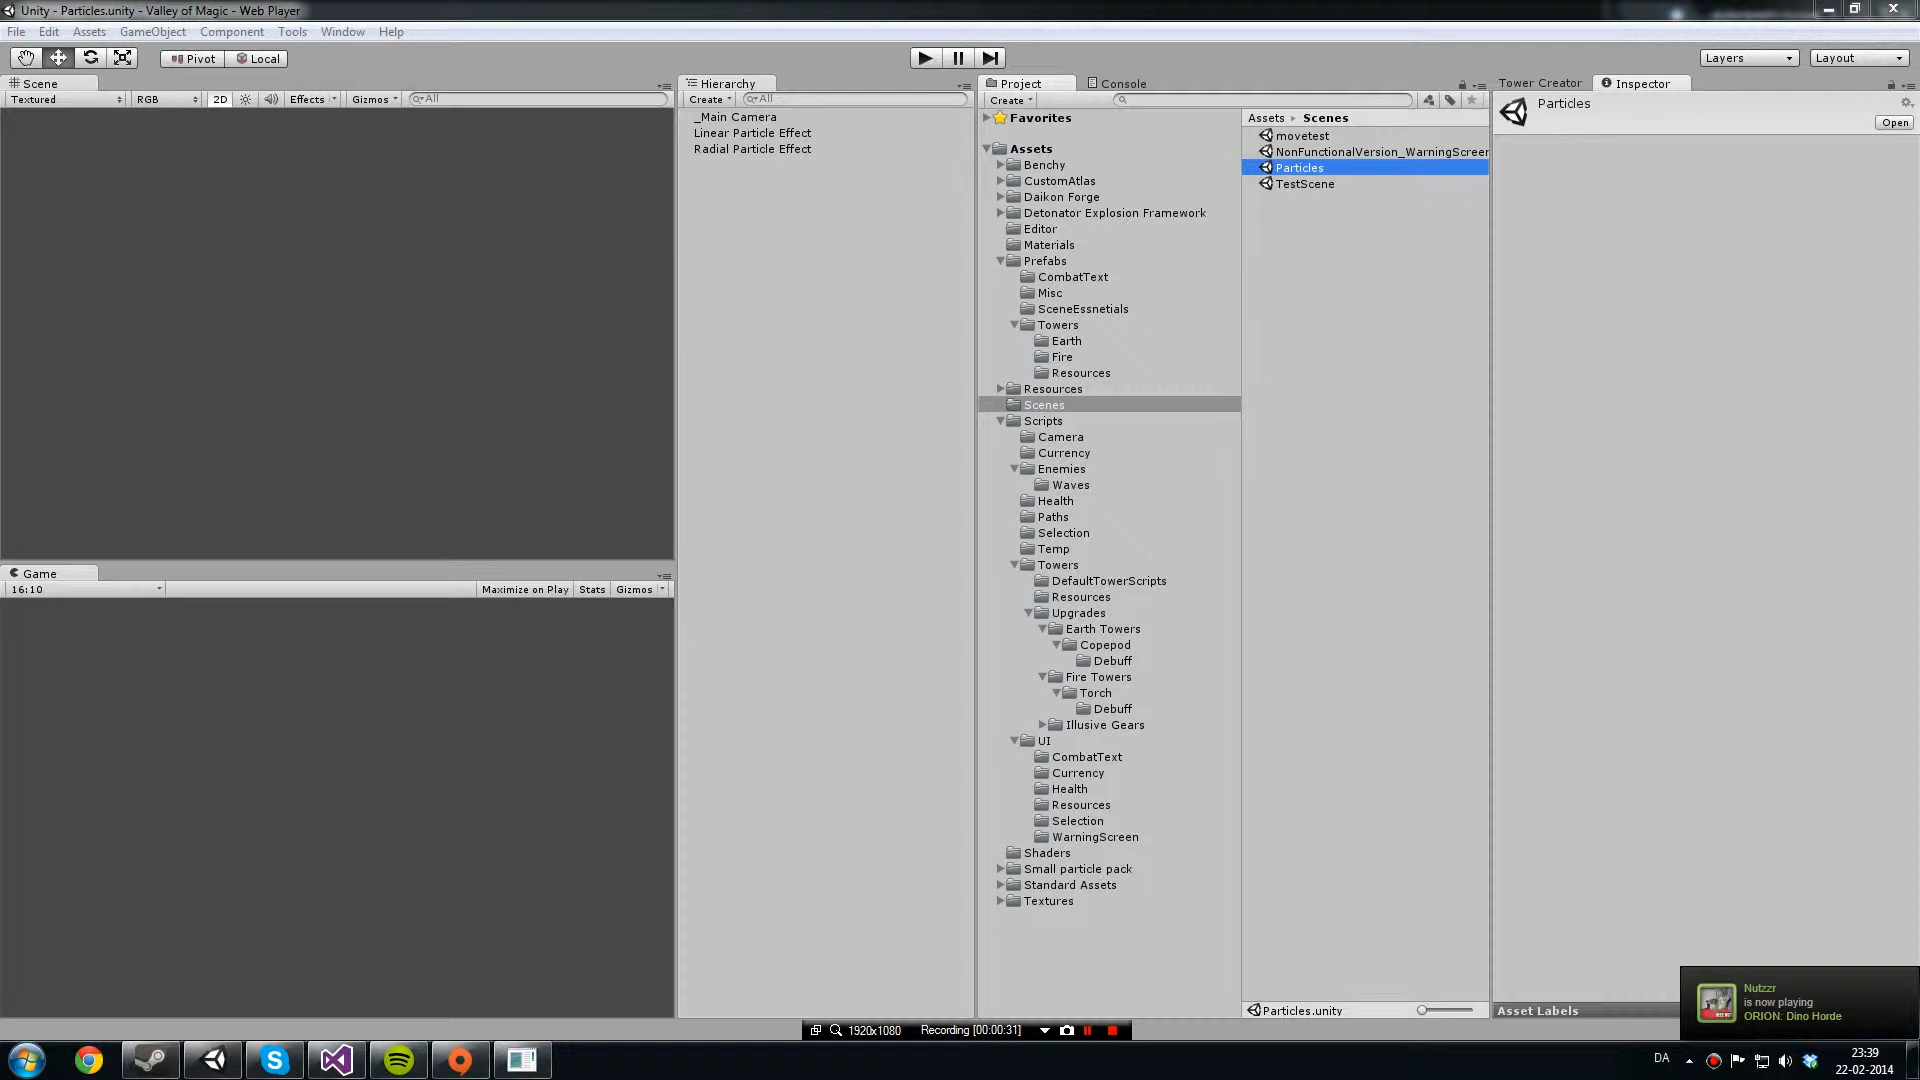 Unity - Particles.unity - Valley of Magic - Web Player
File Edit Assets GameObject Component Tools Window Help
Pivot Local Layers Layout
Scene
Textured RGB 2D Effects Gizmos All
Hierarchy
Create All
_Main Camera
Linear Particle Effect
Radial Particle Effect
Game
16:10 Maximize on Play Stats Gizmos
Project Console
Create
Favorites
Assets
Benchy
CustomAtlas
Daikon Forge
Detonator Explosion Framework
Editor
Materials
Prefabs
CombatText
Misc
SceneEssnetials
Towers
Earth
Fire
Resources
Resources
Scenes
Scripts
Camera
Currency
Enemies
Waves
Health
Paths
Selection
Temp
Towers
DefaultTowerScripts
Resources
Upgrades
Earth Towers
Copepod
Debuff
Fire Towers
Torch
Debuff
Illusive Gears
UI
CombatText
Currency
Health
Resources
Selection
WarningScreen
Shaders
Small particle pack
Standard Assets
Textures
Assets Scenes
movetest
NonFunctionalVersion_WarningScreen
Particles
TestScene
Particles.unity
Tower Creator Inspector
Particles
Open
Asset Labels
Nutzzr
is now playing
ORION: Dino Horde
1920x1080 Recording [00:00:31]
DA
23:39
22-02-2014